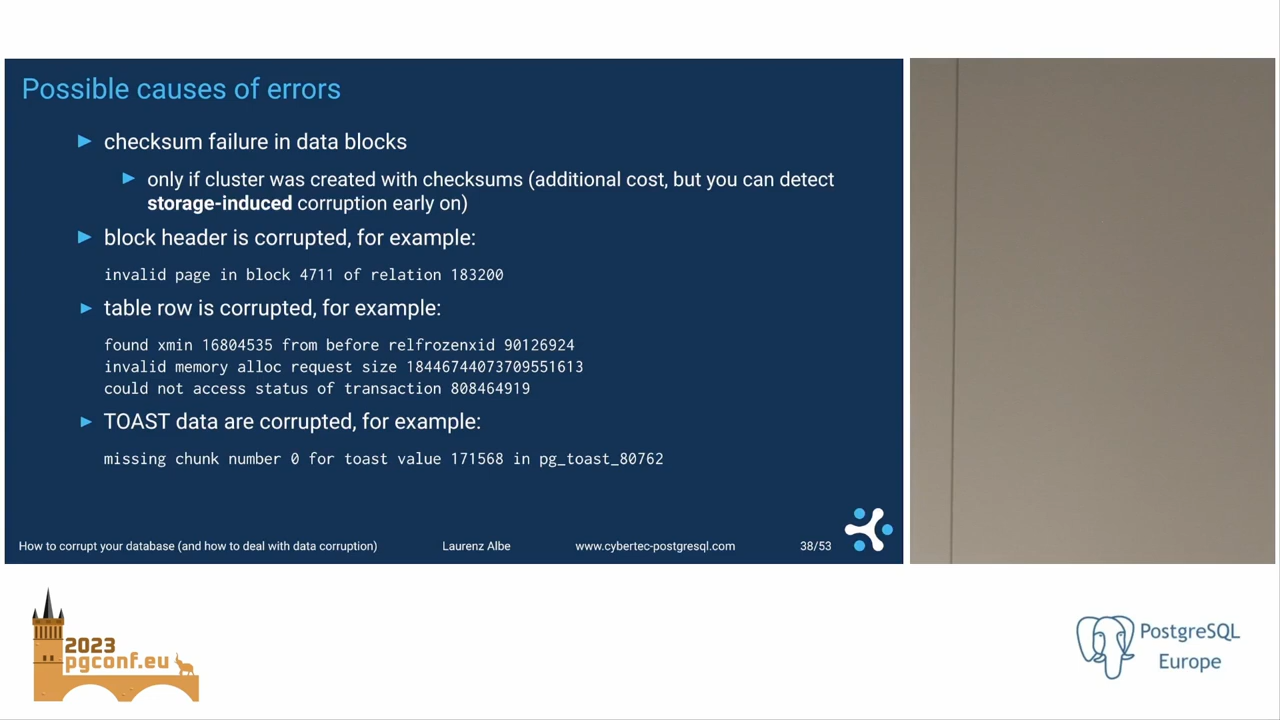 Possible causes of errors
checksum failure in data blocks
only if cluster was created with checksums (additional cost, but you can detect
storage-induced corruption early on)
block header is corrupted, for example:
invalid page in block 4711 of relation 183200
table row is corrupted, for example:
found xmin 16804535 from before relfrozenxid 90126924
invalid memory alloc request size 18446744073709551613
could not access status of transaction 808464919
TOAST data are corrupted, for example:
missing chunk number 0 for toast value 171568 in pg_toast_80762
How to corrupt your database (and how to deal with data corruption) Laurenz Albe www.cybertec-postgresql.com 38/53
2023
pgconf.eu
PostgreSQL
Europe